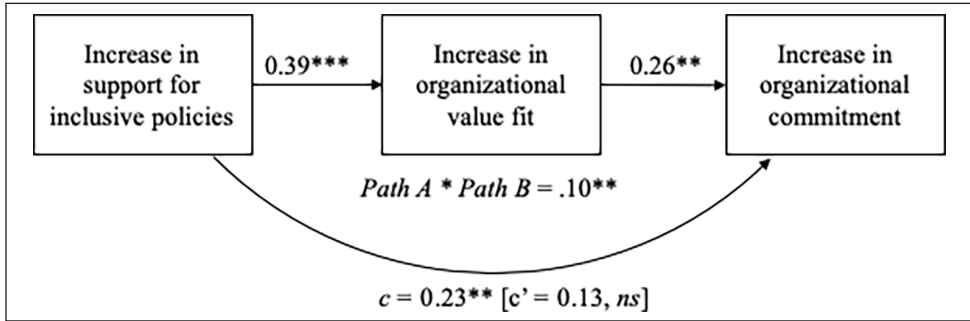 Increase in
support for
inclusive policies
0.39***
Increase in
organizational
value fit
0.26**
Increase in
organizational
commitment
Path A * Path B = .10**
c = 0.23** [c’ = 0.13, ns]